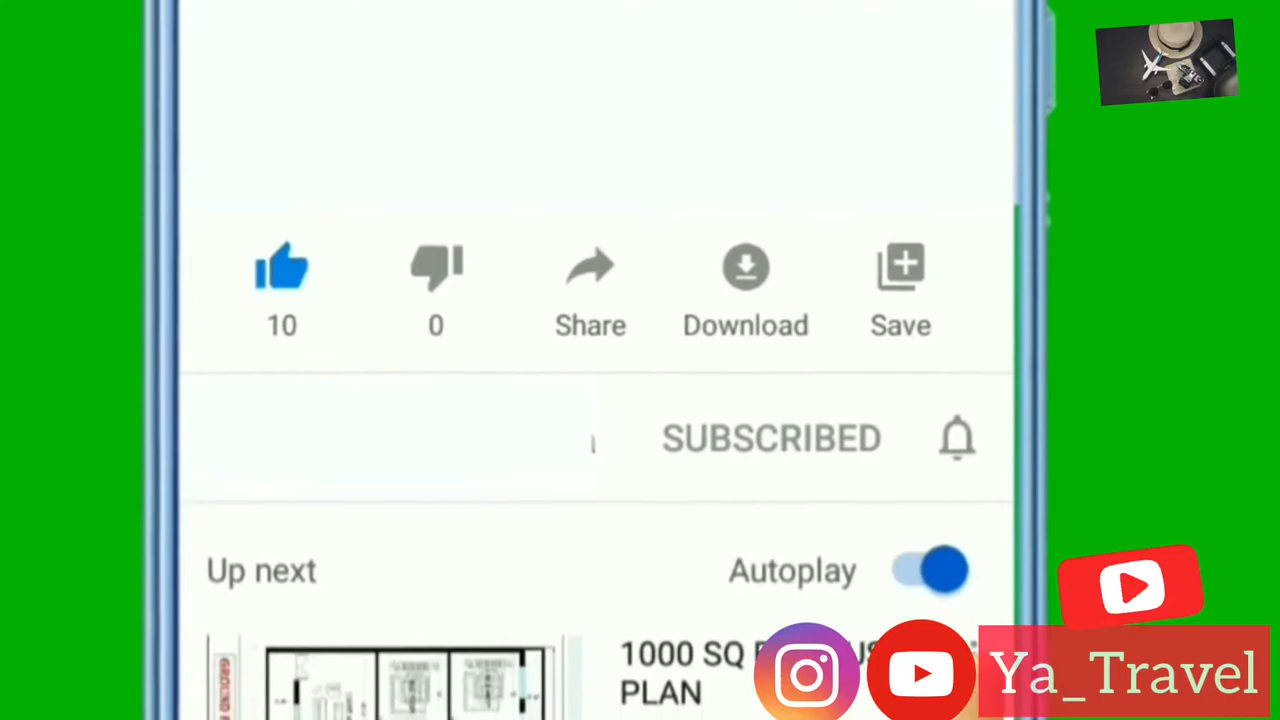 10
0
Share
Download
Save
SUBSCRIBED
Up next
Autoplay
1000 SQ
PLAN
Ya_Travel